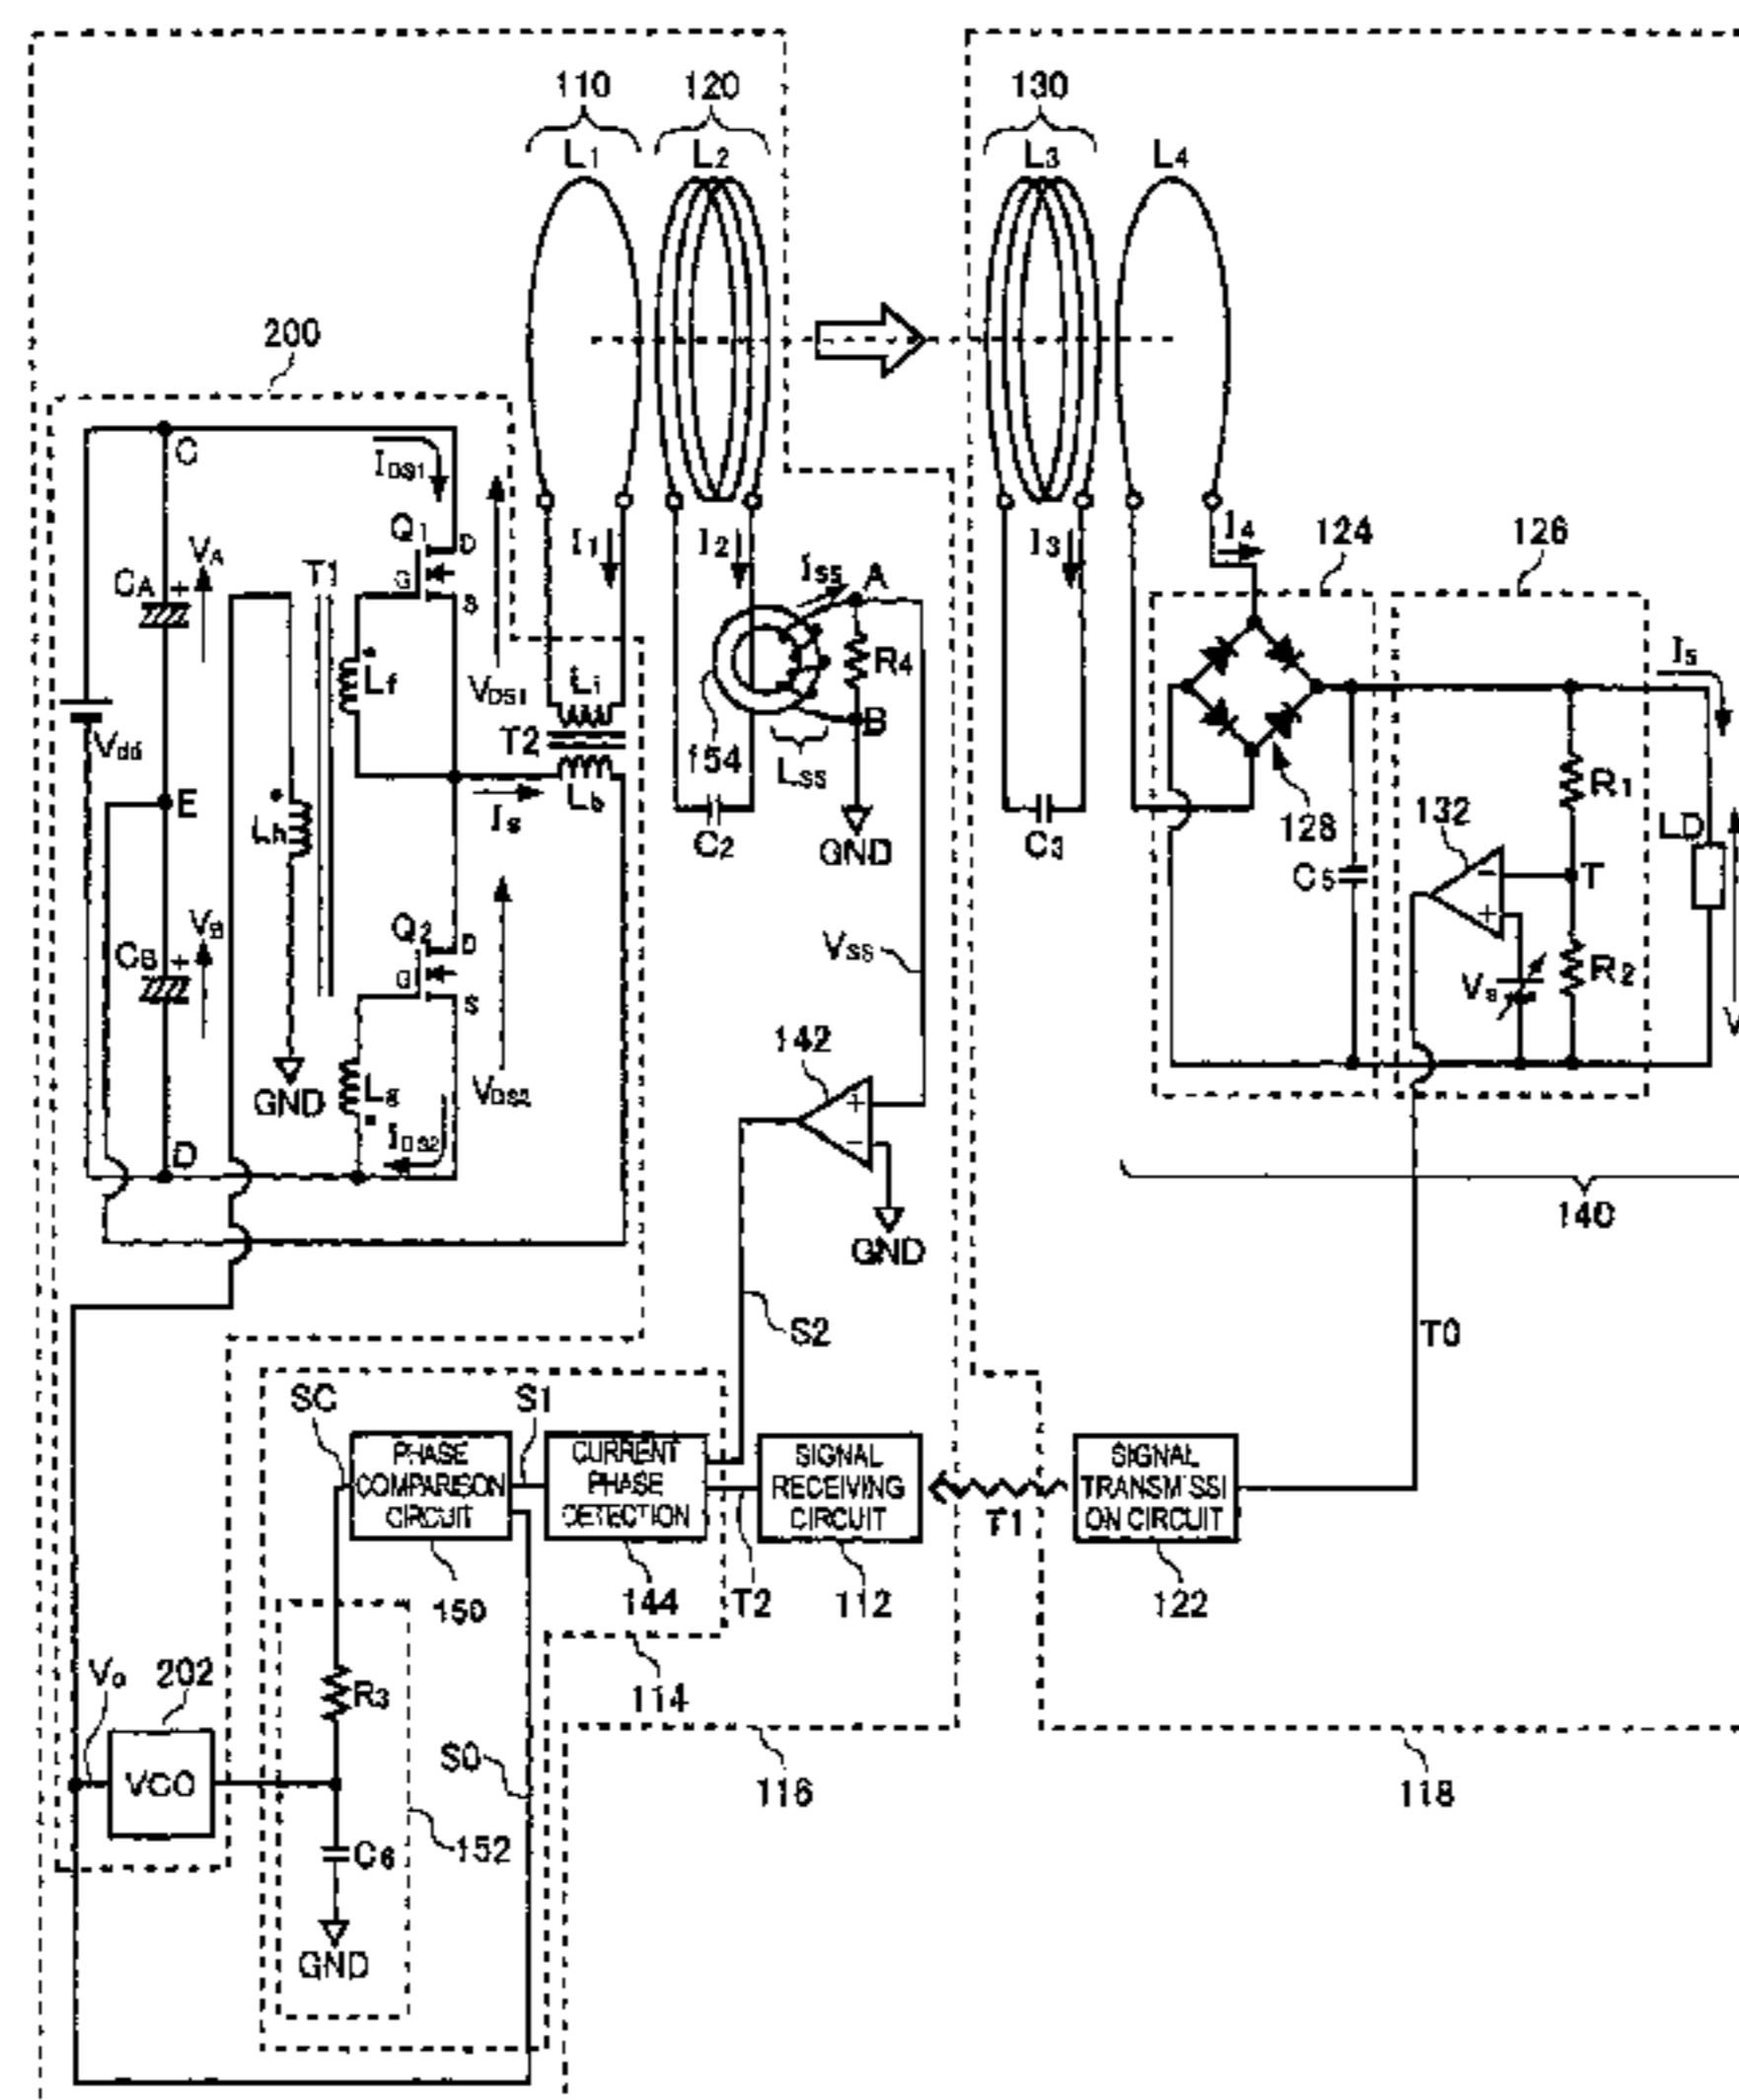 110 120 130
L1 L2 L3 L4
200
C
IDS1
Q1 D
G
S
VA
CA +
T1
Lf
VDS1
I1
I2
ISS A
R4
B
Li
T2
Lb
IS
154
LSS
C2
GND
I3
C3
I4
124 126
I5
R1
128
132
LD
C5
T
R2
VS
V
Vdd
E
Lh
VB
CB +
Q2 D
G
S
GND
Lg
VDS2
IDS2
D
VSS
142
GND
140
S2
T0
SC S1
PHASE COMPARISON CIRCUIT
CURRENT PHASE DETECTION
SIGNAL RECEIVING CIRCUIT
T1
SIGNAL TRANSMISSI ON CIRCUIT
150 144 T2 112 122
Vo 202
R3
114
VCO
S0
116 118
C6
152
GND